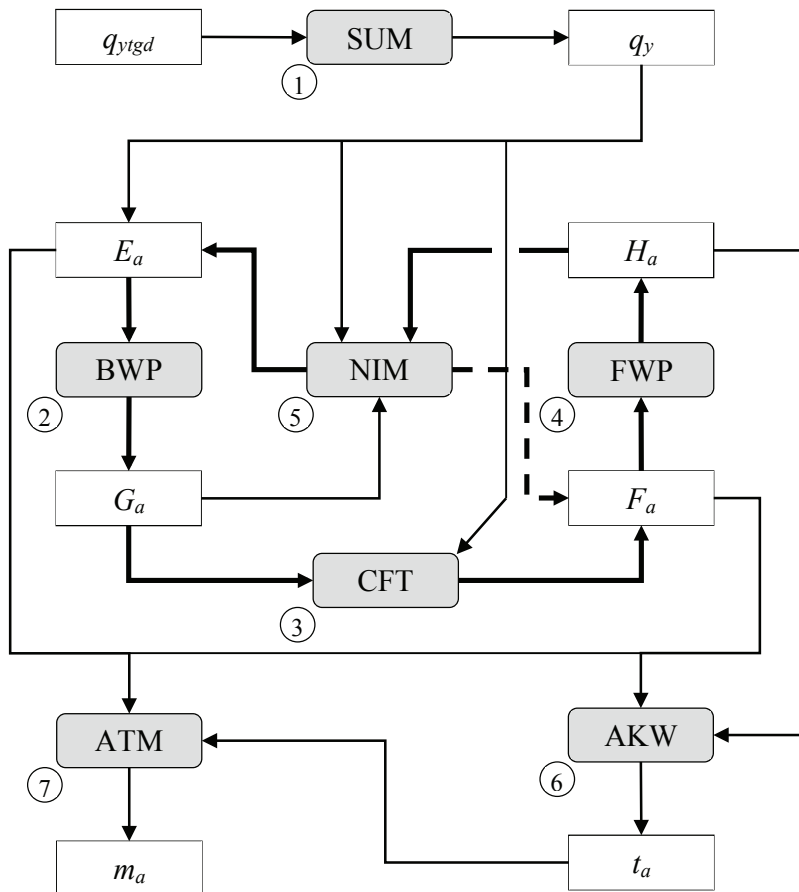 q_ytgd SUM q_y
1
E_a H_a
BWP NIM FWP
2 5 4
G_a F_a
CFT
3
ATM AKW
7 6
m_a t_a